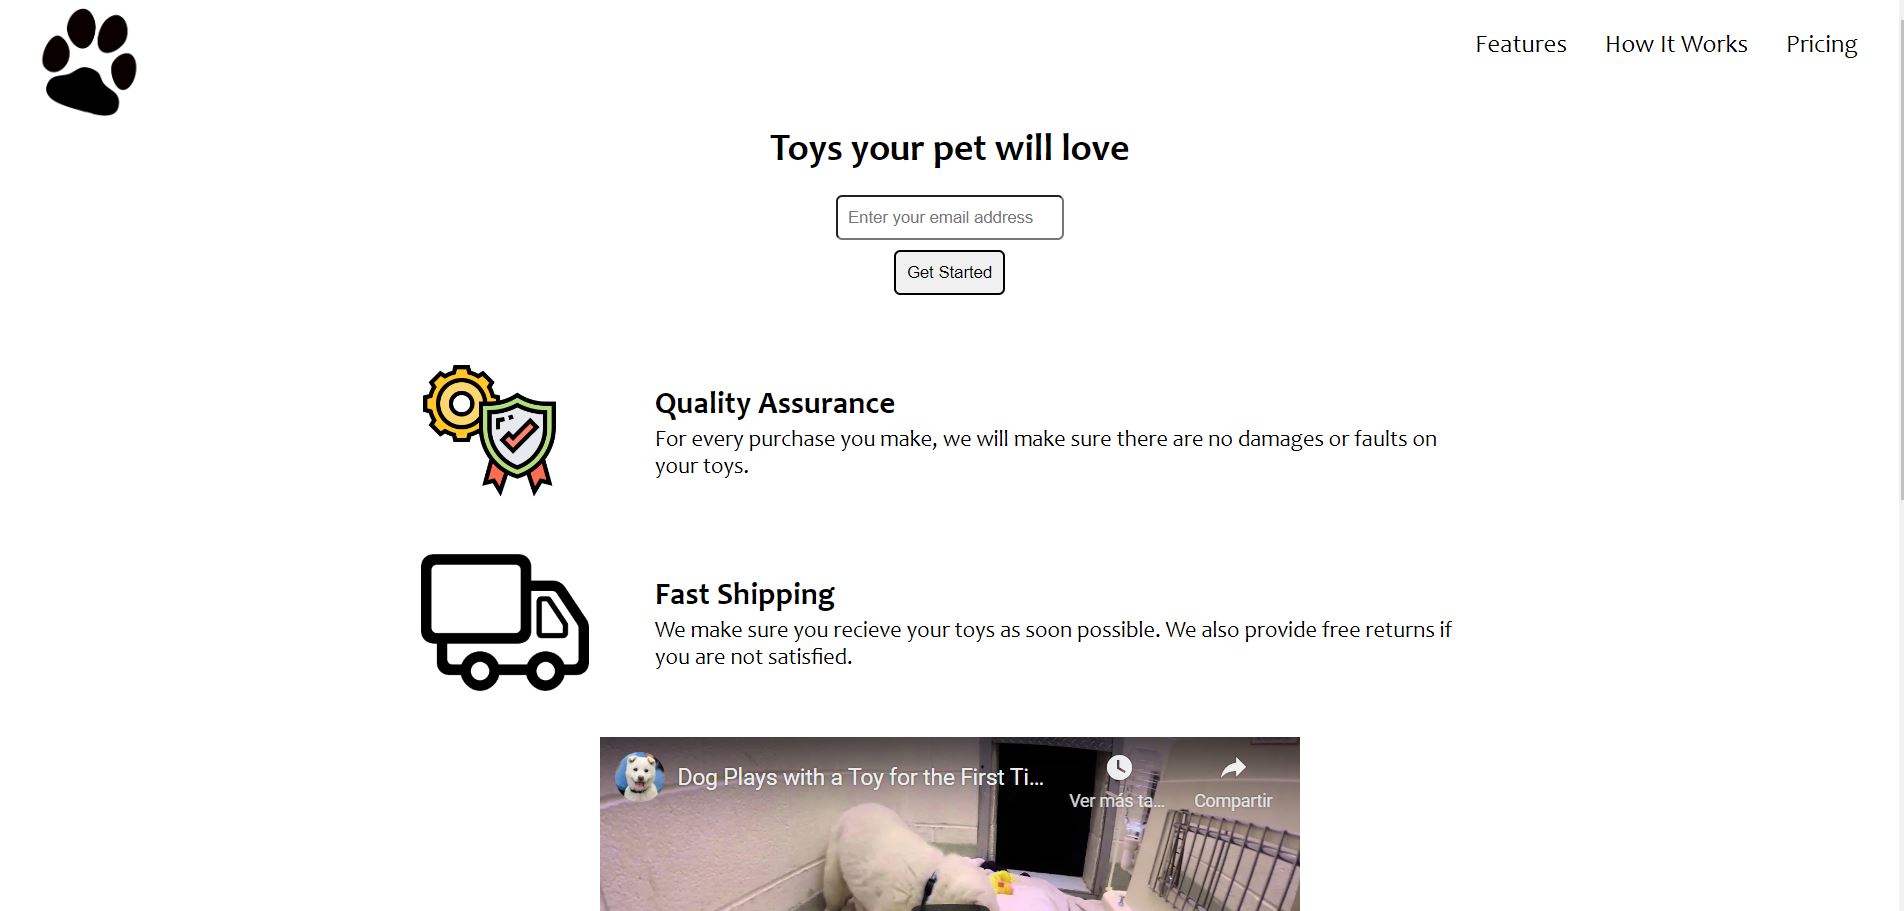 Features How It Works Pricing
Toys your pet will love
Enter your email address
Get Started
Quality Assurance
For every purchase you make, we will make sure there are no damages or faults on
your toys.
Fast Shipping
We make sure you recieve your toys as soon possible. We also provide free returns if
you are not satisfied.
Dog Plays with a Toy for the First Ti...
Ver más ta...
Compartir